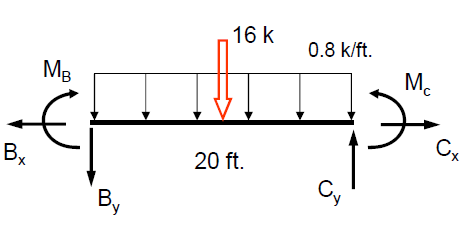 16 k
0.8 k/ft.
M_B
M_c
B_x
20 ft.
C_x
B_y
C_y